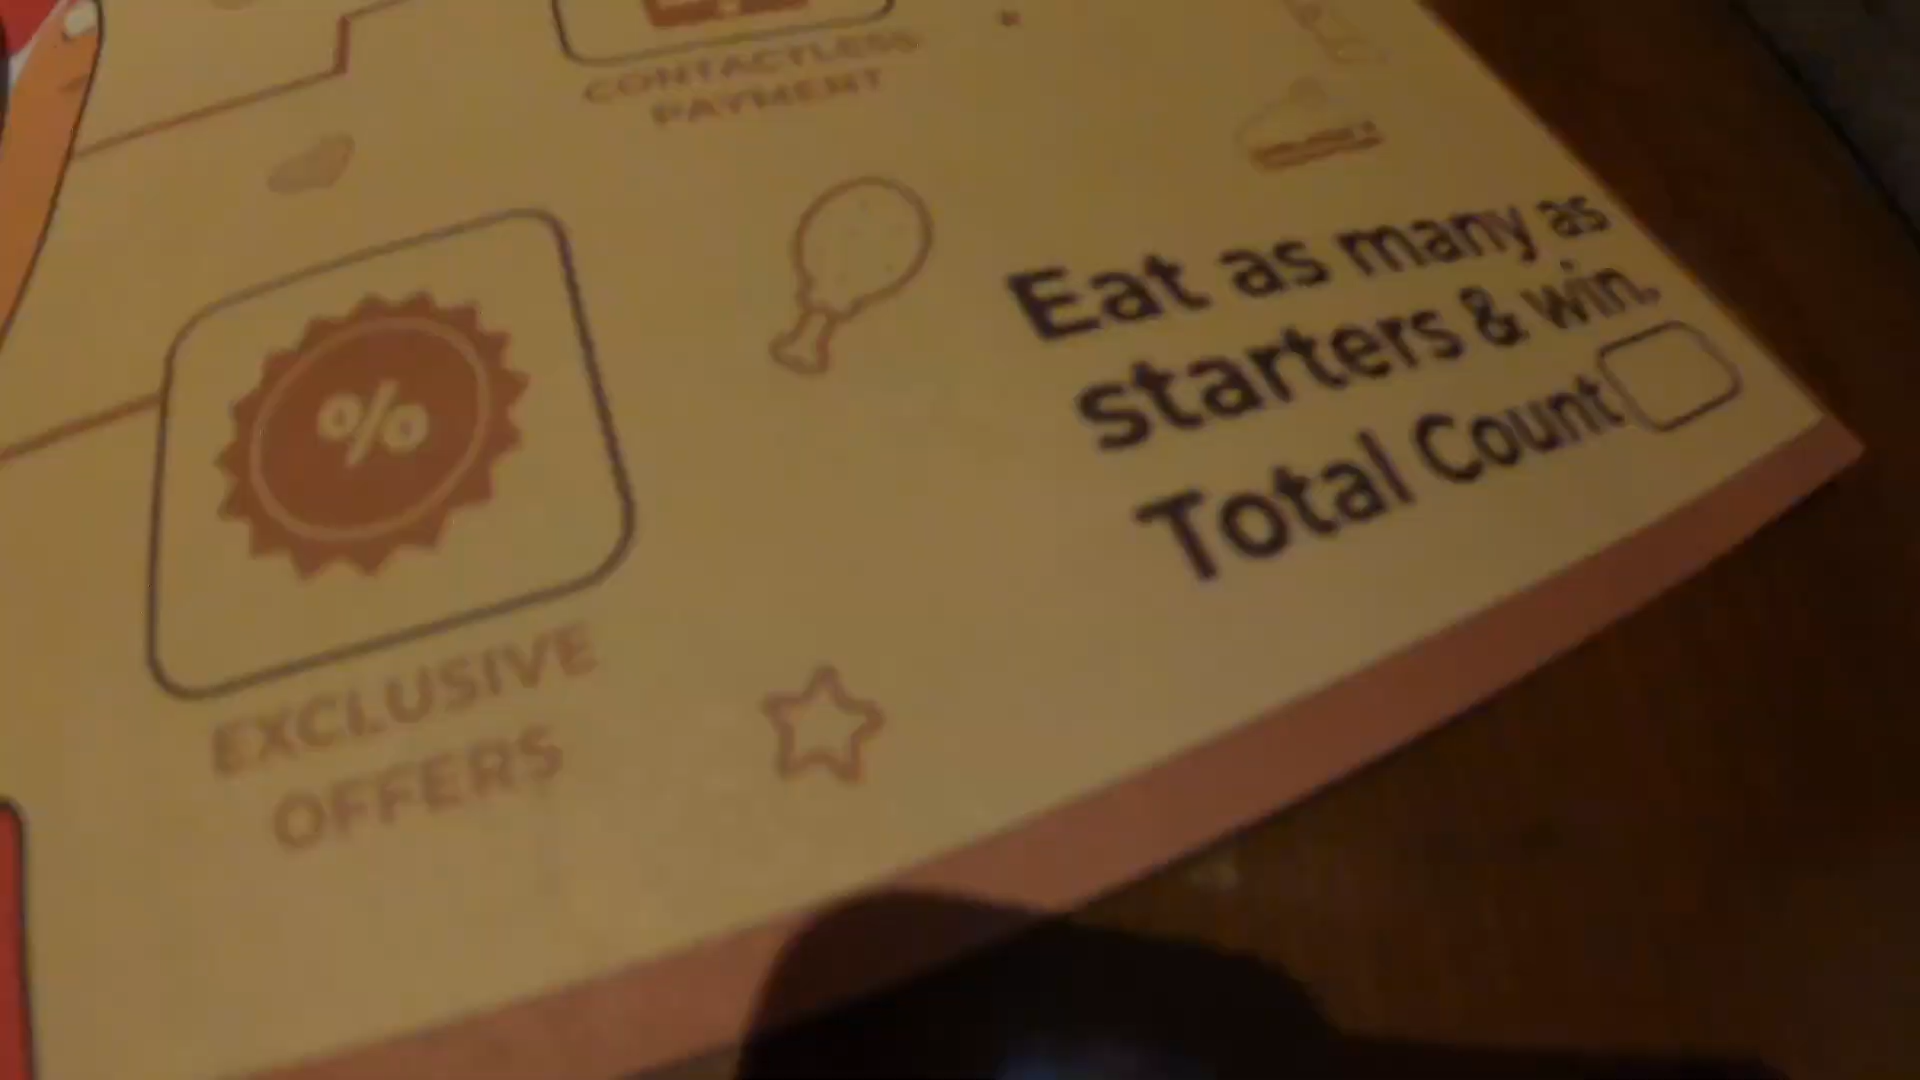 CONTACTLESS
PAYMENT
Eat as many as
starters & win.
Total Count
%
EXCLUSIVE
OFFERS